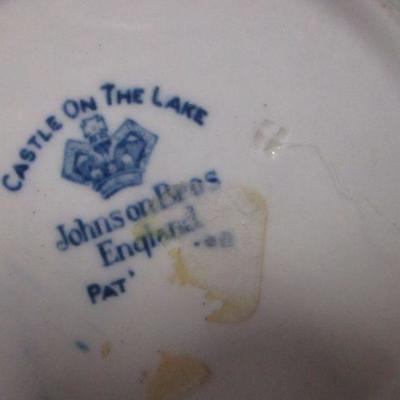 CASTLE ON THE LAKE
Johnson Bros
England
PAT'